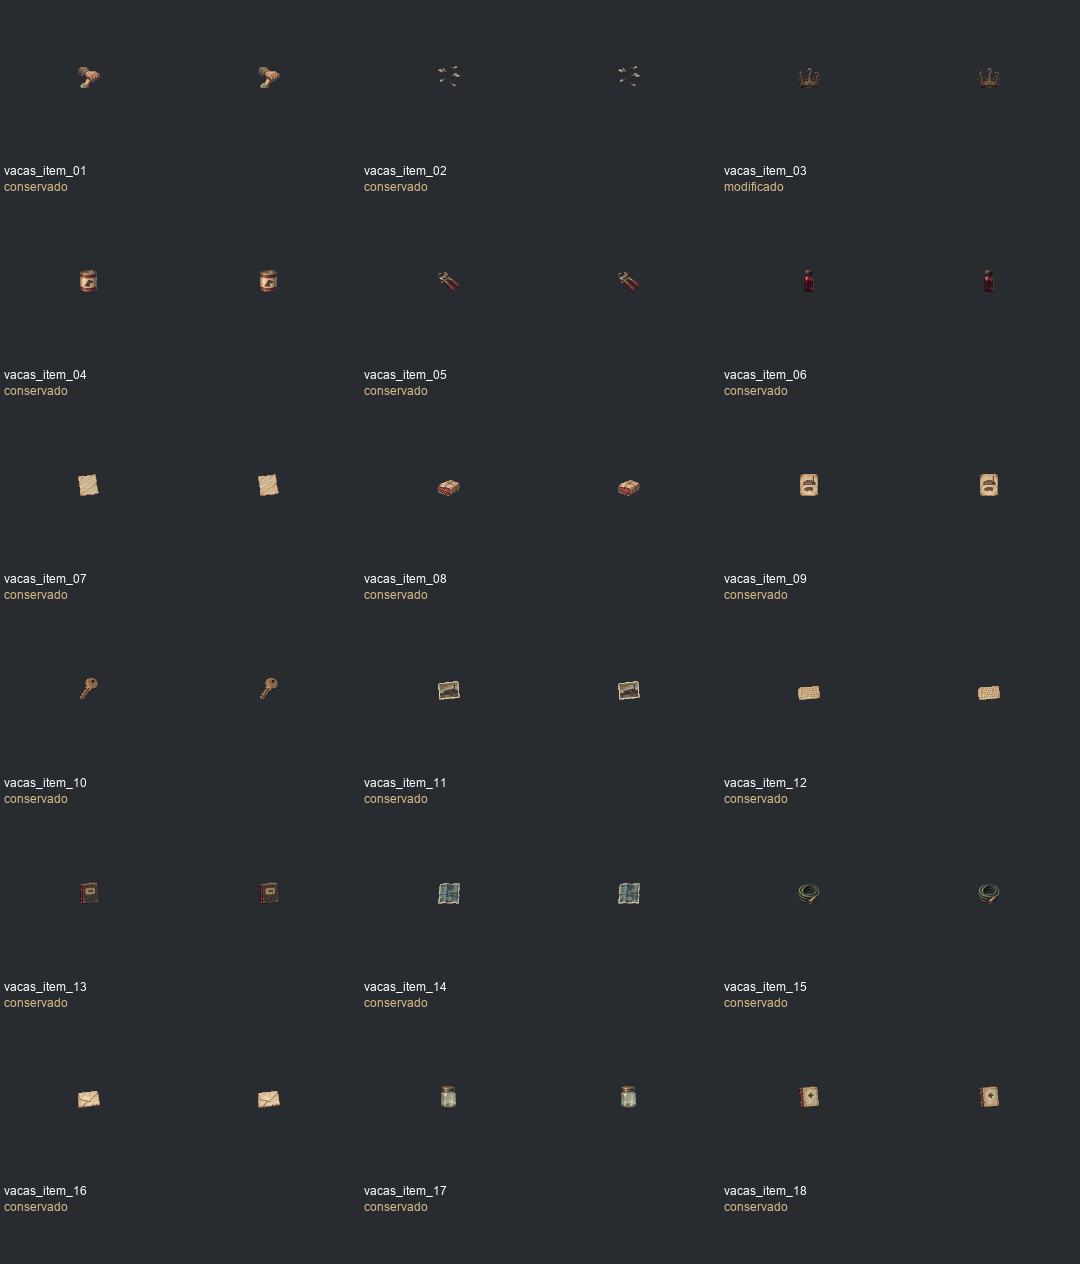 vacas_item_01
conservado
vacas_item_02
conservado
vacas_item_03
modificado
vacas_item_04
conservado
vacas_item_05
conservado
vacas_item_06
conservado
vacas_item_07
conservado
vacas_item_08
conservado
vacas_item_09
conservado
vacas_item_10
conservado
vacas_item_11
conservado
vacas_item_12
conservado
vacas_item_13
conservado
vacas_item_14
conservado
vacas_item_15
conservado
vacas_item_16
conservado
vacas_item_17
conservado
vacas_item_18
conservado